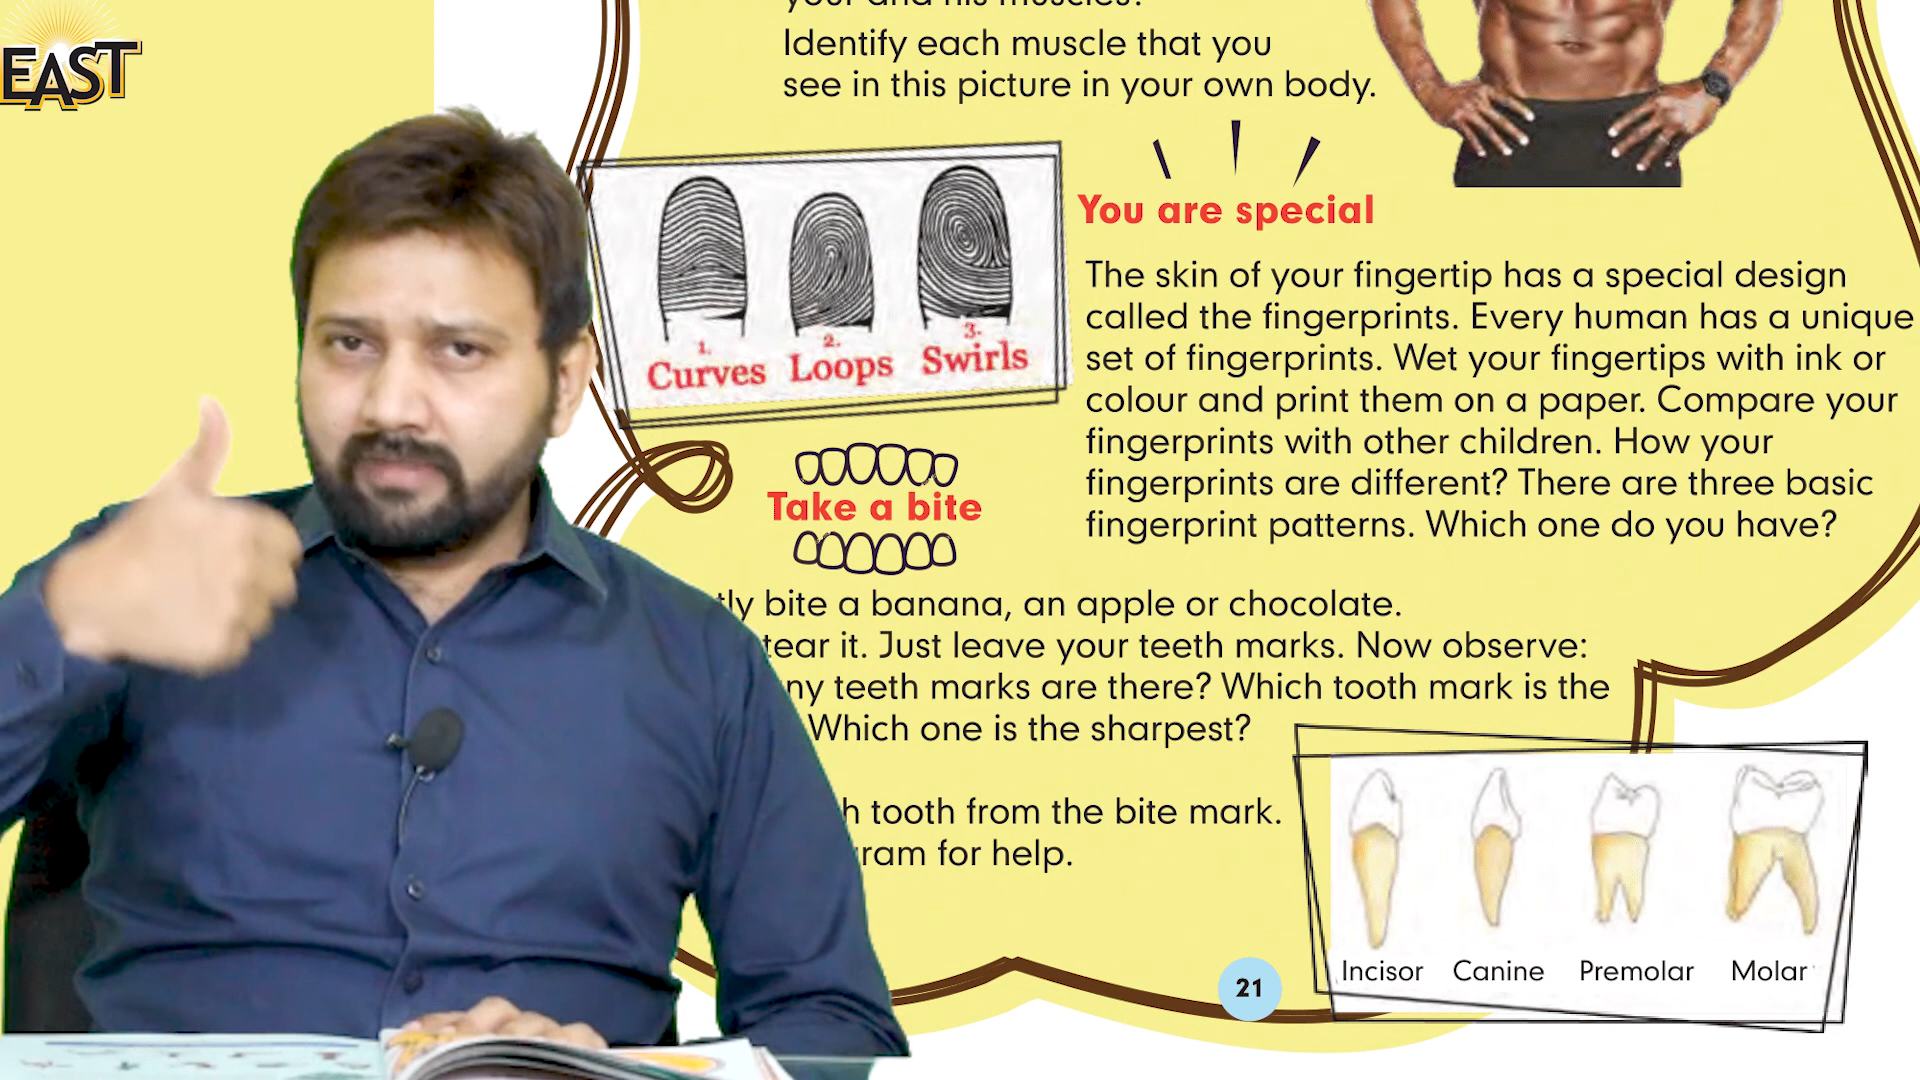 EAST
your and his muscles?
Identify each muscle that you
see in this picture in your own body.
1. Curves
2. Loops
3. Swirls
You are special
The skin of your fingertip has a special design
called the fingerprints. Every human has a unique
set of fingerprints. Wet your fingertips with ink or
colour and print them on a paper. Compare your
fingerprints with other children. How your
fingerprints are different? There are three basic
fingerprint patterns. Which one do you have?
Take a bite
bite a banana, an apple or chocolate.
tear it. Just leave your teeth marks. Now observe:
teeth marks are there? Which tooth mark is the
Which one is the sharpest?
tooth from the bite mark.
for help.
Incisor Canine Premolar Molar
21